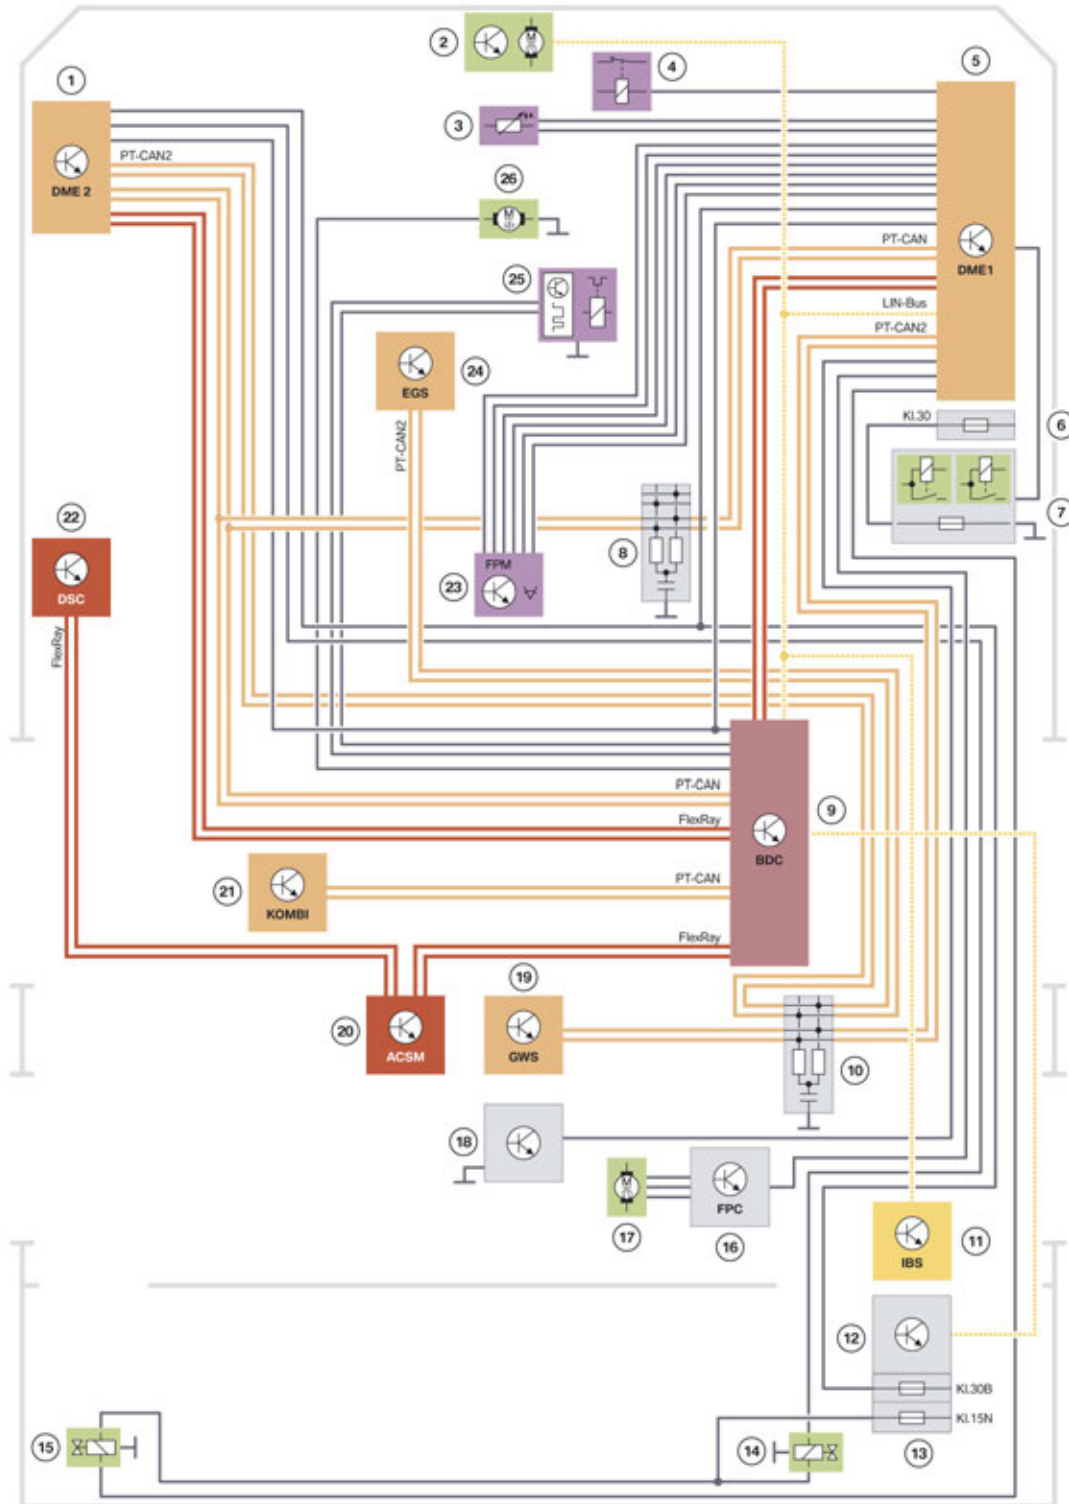 2
4
1
5
3
PT-CAN2
DME 2
26
M
PT-CAN
DME1
25
LIN-Bus
PT-CAN2
24
EGS
Kl.30
6
PT-CAN2
22
7
8
FPM
23
DSC
FlexRay
PT-CAN
9
FlexRay
BDC
PT-CAN
21
KOMBI
FlexRay
19
20
ACSM
GWS
10
18
M
FPC
17
16
IBS
11
12
Kl.30B
Kl.15N
15
14
13